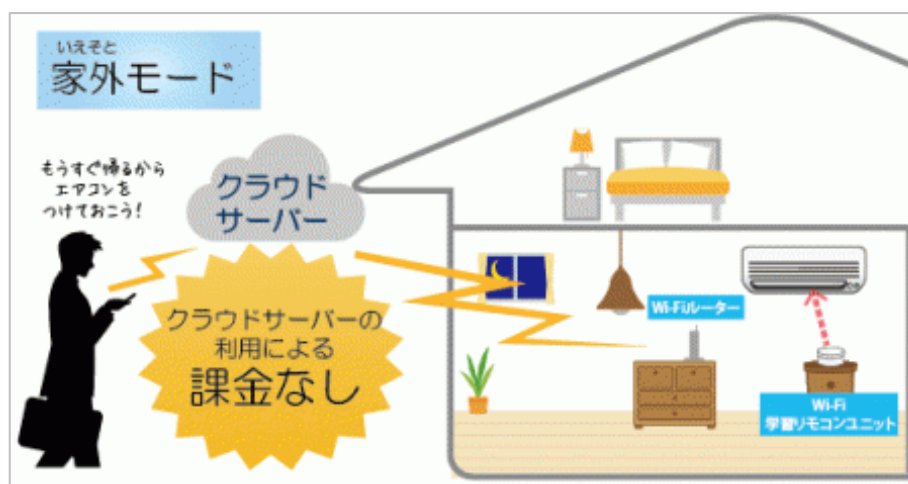 いえそと
家外モード
もうすぐ帰るから
エアコンを
つけておこう!
クラウド
サーバー
クラウドサーバーの
利用による
課金なし
Wi-Fiルーター
Wi-Fi
学習リモコンユニット